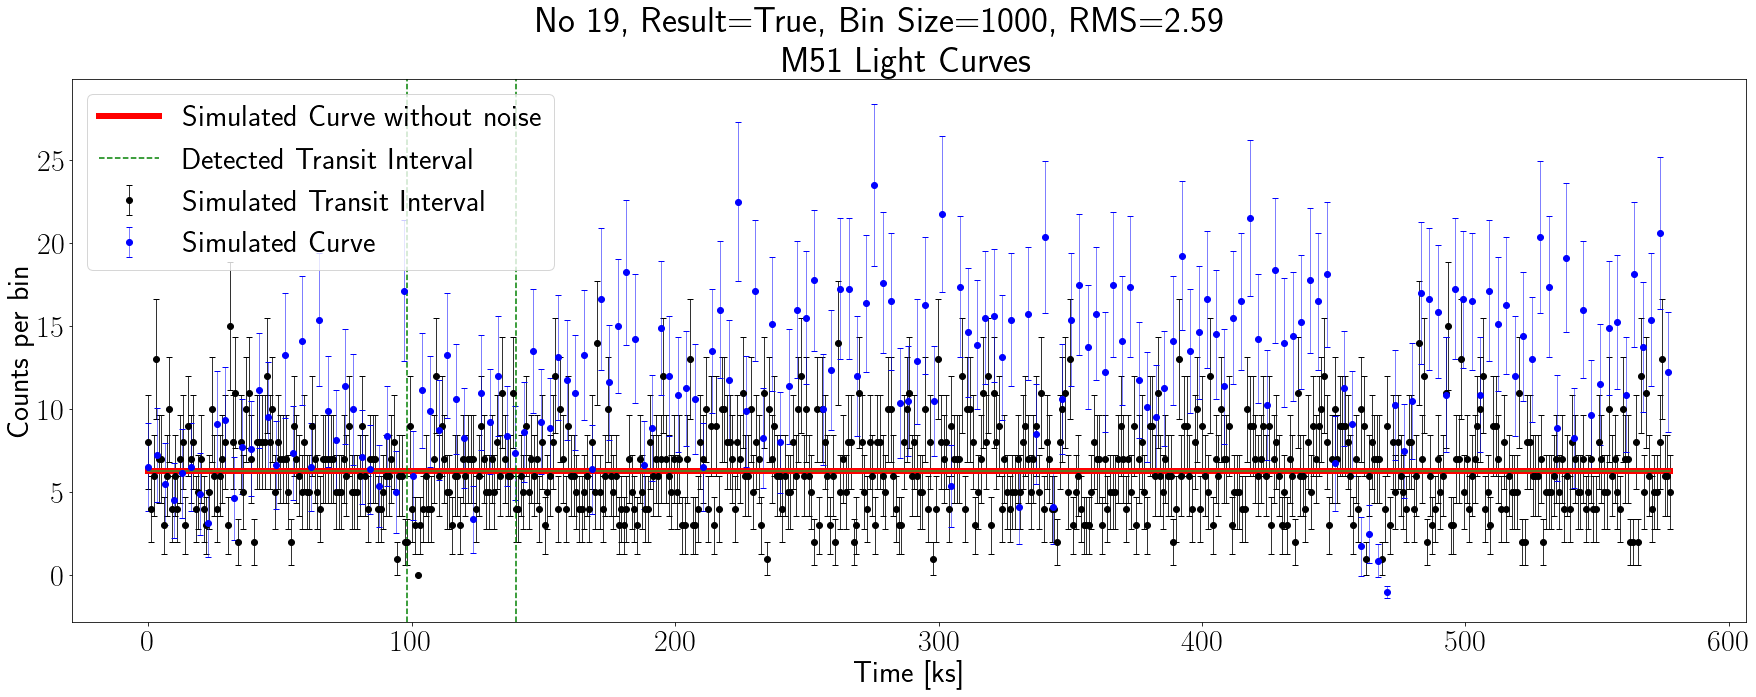 No 19, Result=True, Bin Size=1000, RMS=2.59
M51 Light Curves
Simulated Curve without noise
Detected Transit Interval
Simulated Transit Interval
Simulated Curve
Counts per bin
25
20
15
10
5
0
0 100 200 300 400 500 600
Time [ks]